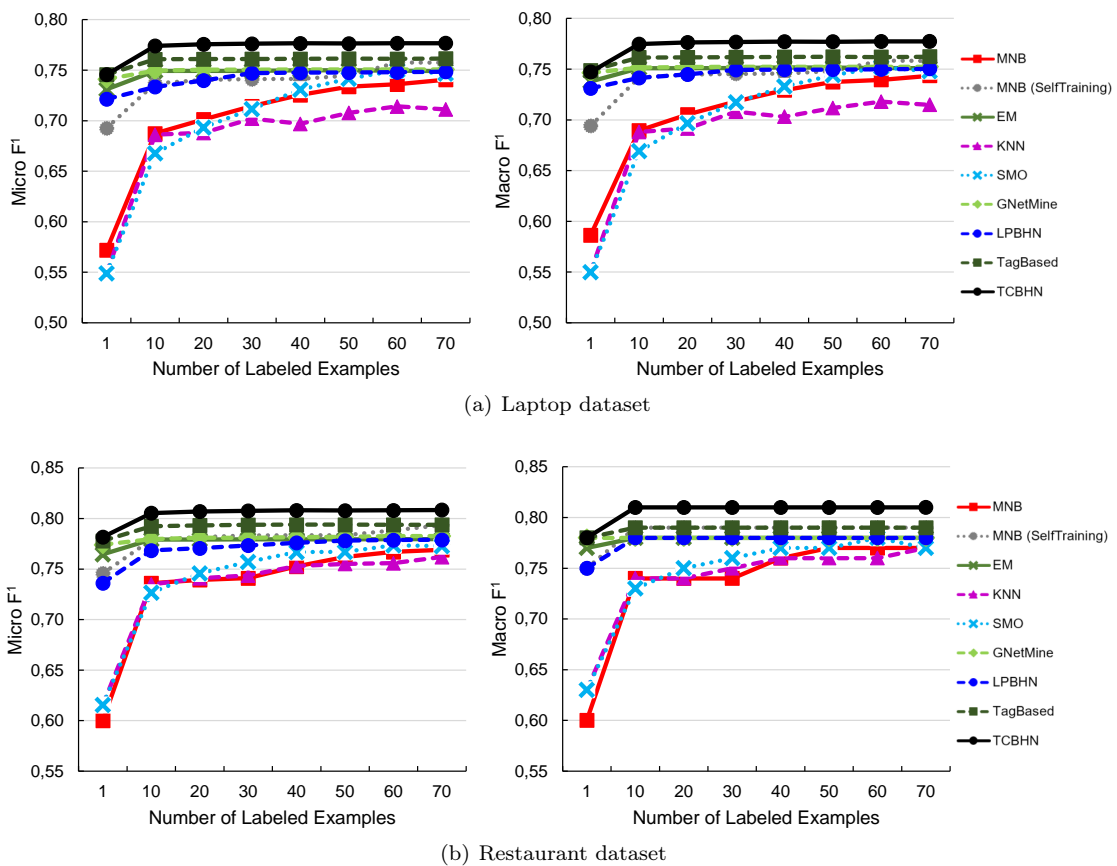 0,80
0,75
0,70
0,65
0,60
0,55
0,50
Micro F1
1 10 20 30 40 50 60 70
Number of Labeled Examples
0,80
0,75
0,70
0,65
0,60
0,55
0,50
Macro F1
1 10 20 30 40 50 60 70
Number of Labeled Examples
MNB
MNB (SelfTraining)
EM
KNN
SMO
GNetMine
LPBHN
TagBased
TCBHN
(a) Laptop dataset
0,85
0,80
0,75
0,70
0,65
0,60
0,55
Micro F1
1 10 20 30 40 50 60 70
Number of Labeled Examples
0,85
0,80
0,75
0,70
0,65
0,60
0,55
Macro F1
1 10 20 30 40 50 60 70
Number of Labeled Examples
MNB
MNB (SelfTraining)
EM
KNN
SMO
GNetMine
LPBHN
TagBased
TCBHN
(b) Restaurant dataset